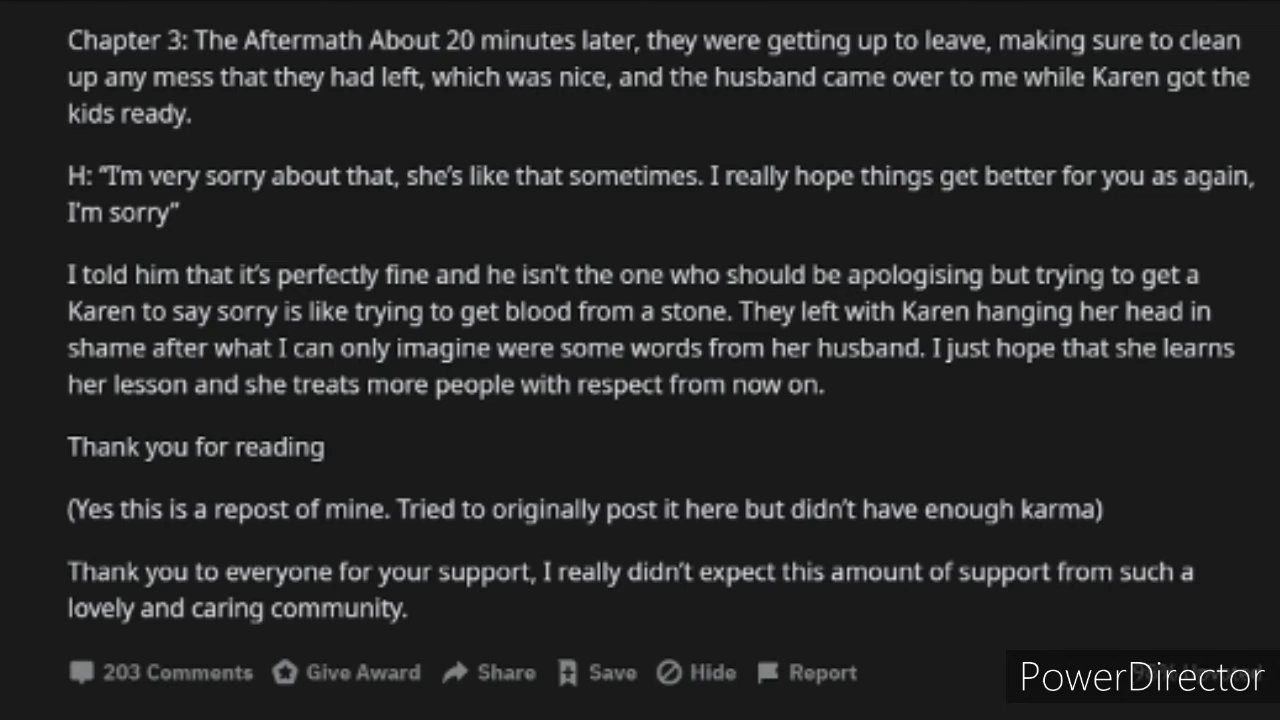 Chapter 3: The Aftermath About 20 minutes later, they were getting up to leave, making sure to clean
up any mess that they had left, which was nice, and the husband came over to me while Karen got the
kids ready.
H: “I’m very sorry about that, she’s like that sometimes. I really hope things get better for you as again,
I’m sorry”
I told him that it’s perfectly fine and he isn’t the one who should be apologising but trying to get a
Karen to say sorry is like trying to get blood from a stone. They left with Karen hanging her head in
shame after what I can only imagine were some words from her husband. I just hope that she learns
her lesson and she treats more people with respect from now on.
Thank you for reading
(Yes this is a repost of mine. Tried to originally post it here but didn’t have enough karma)
Thank you to everyone for your support, I really didn’t expect this amount of support from such a
lovely and caring community.
203 Comments Give Award Share Save Hide Report
PowerDirector